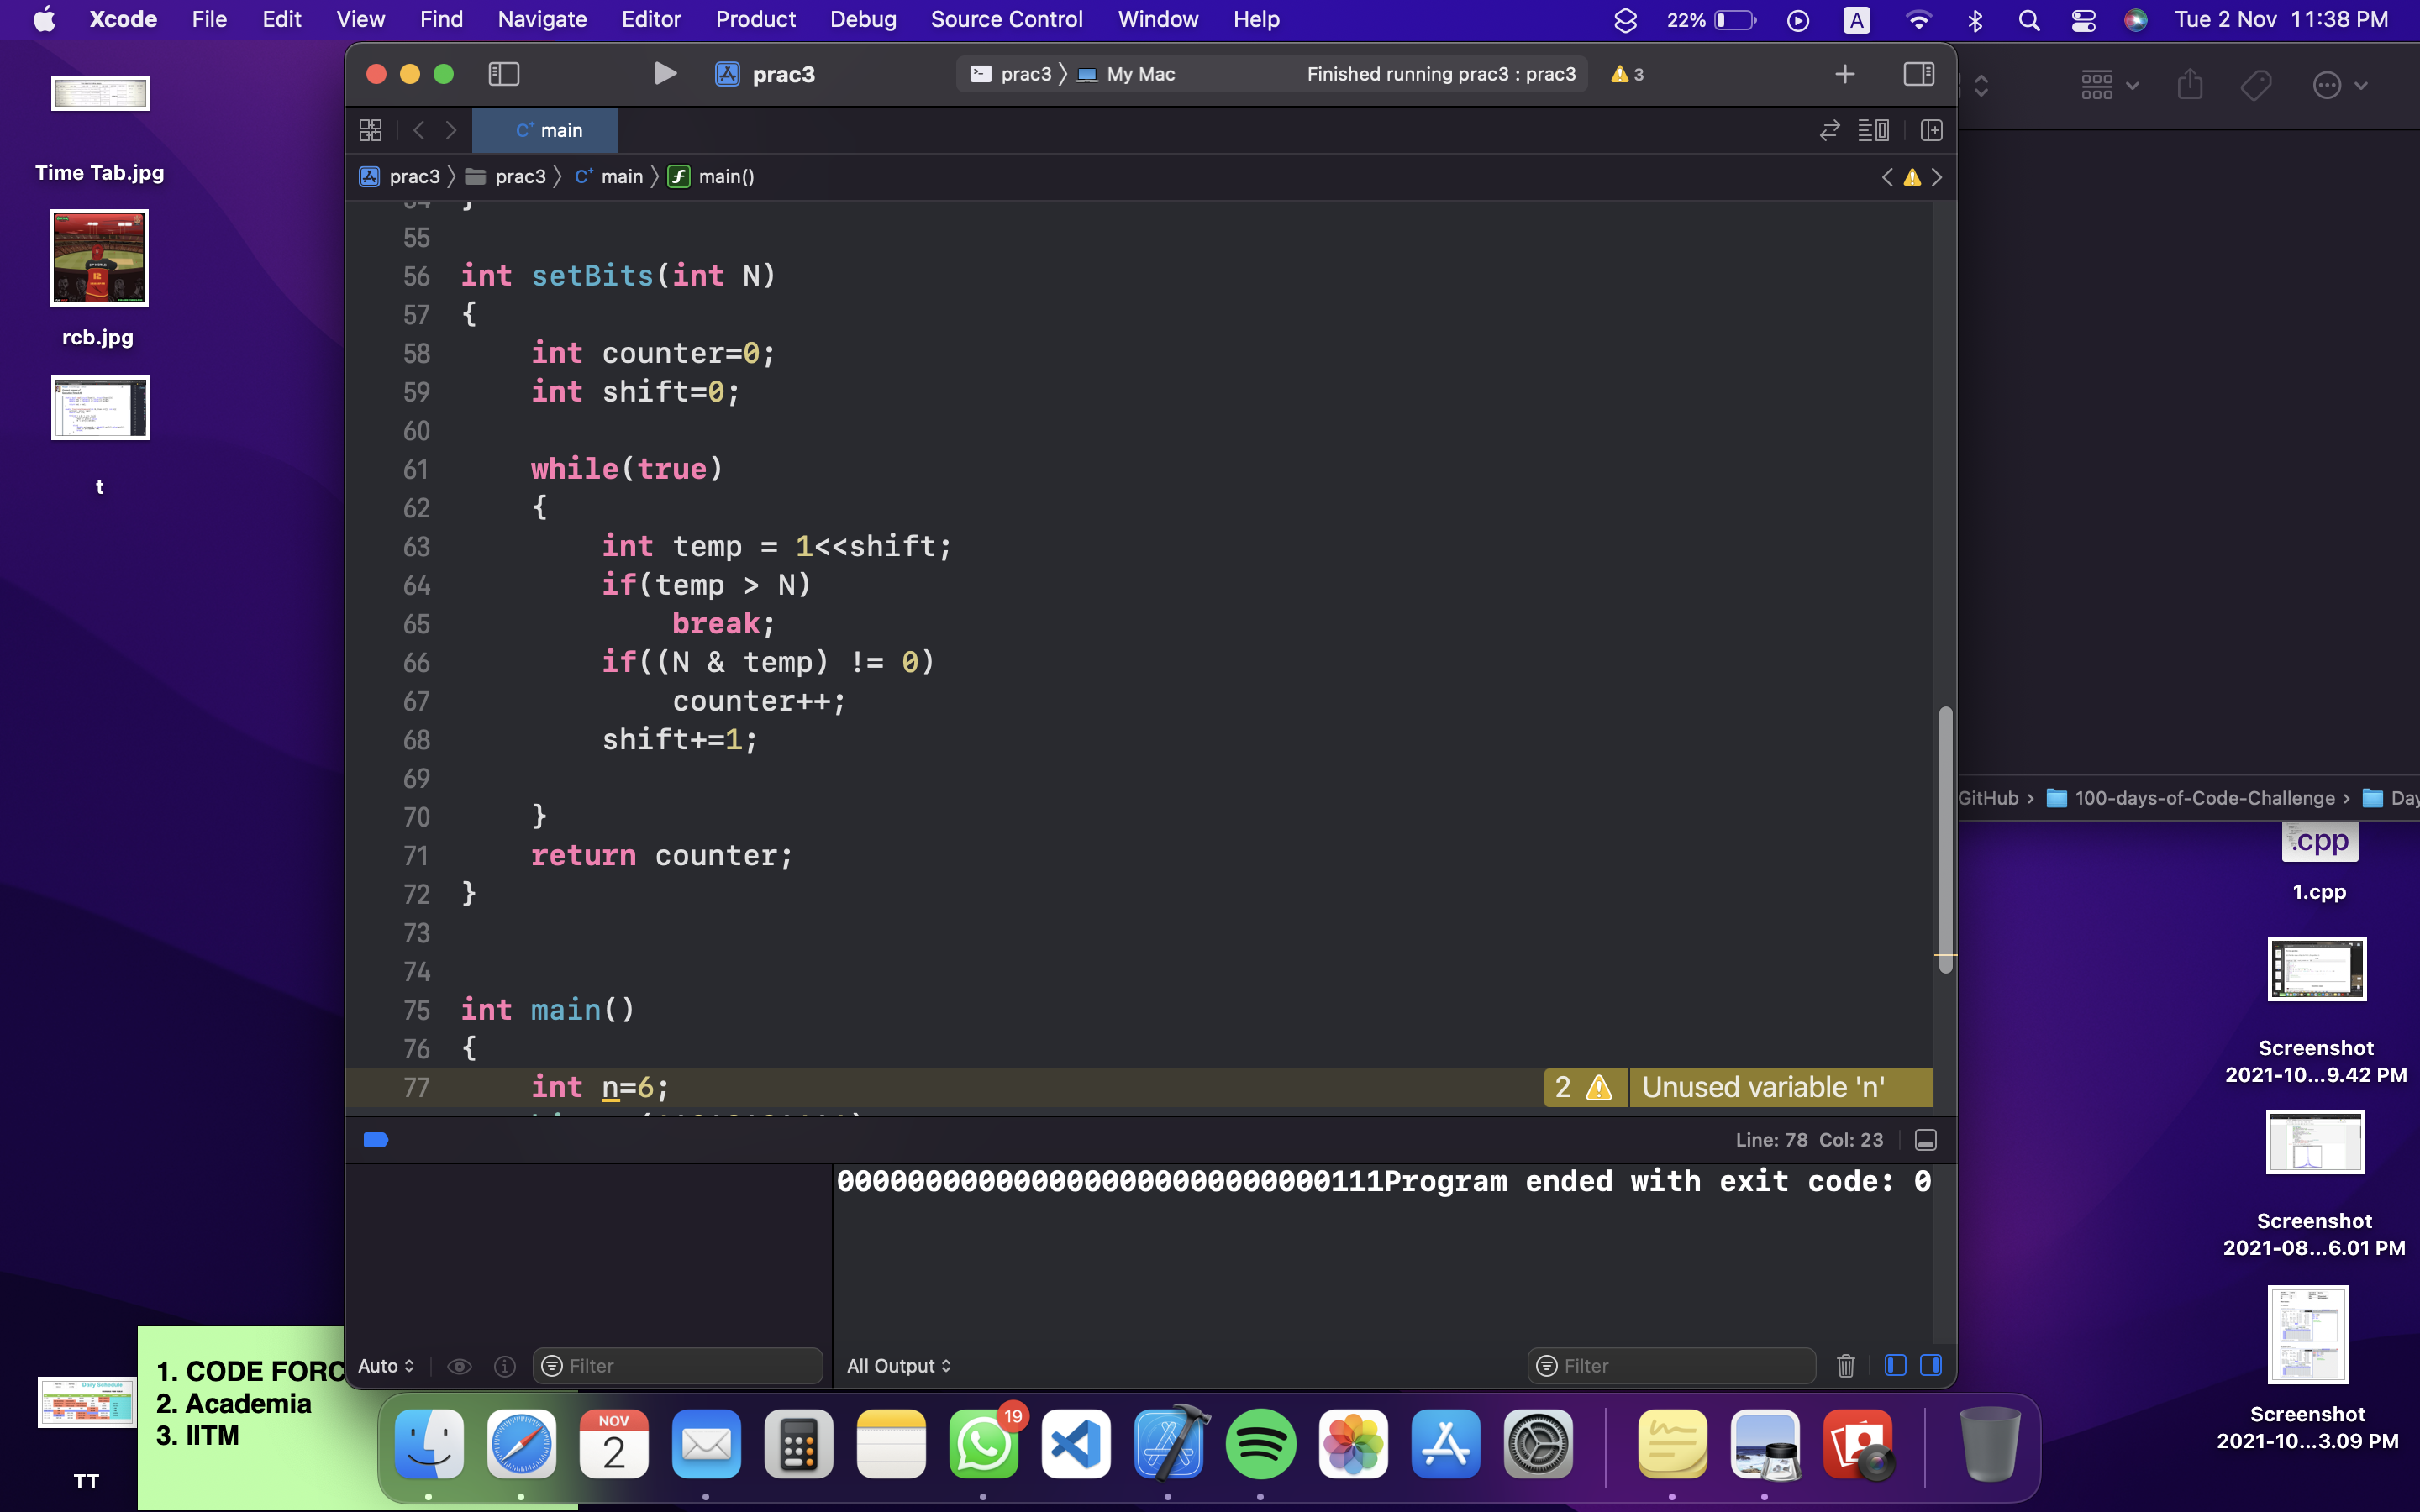 Xcode File Edit View Find Navigate Editor Product Debug Source Control Window Help 22% A Tue 2 Nov 11:38 PM
Time Tab.jpg
rcb.jpg
t
prac3 prac3 My Mac Finished running prac3 : prac3 3
C+ main
prac3 prac3 C+ main main()
54 }
55
56 int setBits(int N)
57 {
58 int counter=0;
59 int shift=0;
60
61 while(true)
62 {
63 int temp = 1<<shift;
64 if(temp > N)
65 break;
66 if((N & temp) != 0)
67 counter++;
68 shift+=1;
69
70 }
71 return counter;
72 }
73
74
75 int main()
76 {
77 int n=6; 2 Unused variable 'n'
Line: 78 Col: 23
00000000000000000000000000000111Program ended with exit code: 0
Auto Filter All Output Filter
GitHub › 100-days-of-Code-Challenge › Day
.cpp
1.cpp
Screenshot
2021-10...9.42 PM
Screenshot
2021-08...6.01 PM
Screenshot
2021-10...3.09 PM
1. CODE FORC
2. Academia
3. IITM
Daily Schedule
TT
NOV
2
19